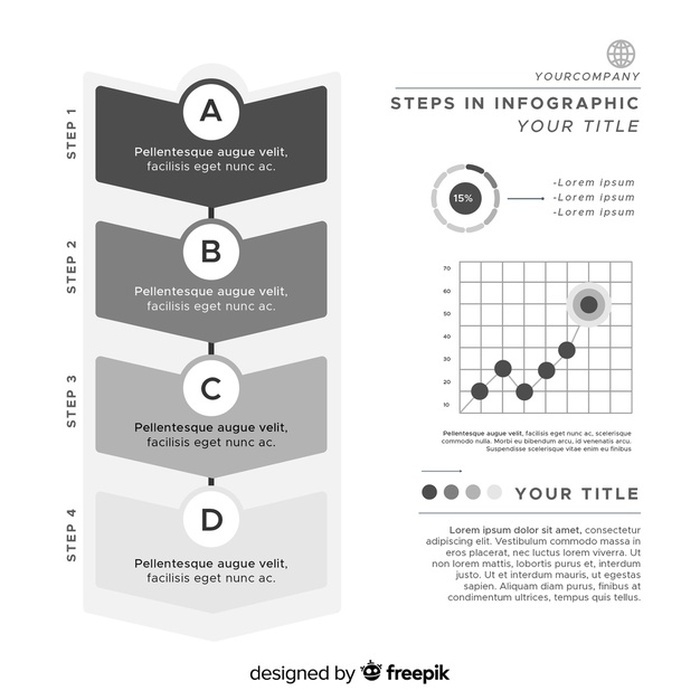 STEP 1
A
Pellentesque augue velit,
facilisis eget nunc ac.
STEP 2
B
Pellentesque augue velit,
facilisis eget nunc ac.
STEP 3
C
Pellentesque augue velit,
facilisis eget nunc ac.
STEP 4
D
Pellentesque augue velit,
facilisis eget nunc ac.
YOURCOMPANY
STEPS IN INFOGRAPHIC
YOUR TITLE
15%
-Lorem ipsum
-Lorem ipsum
-Lorem ipsum
70
60
50
40
30
20
10
Pellentesque augue velit, facilisis eget nunc ac, scelerisque
commodo nulla. Morbi eu bibendum arcu, id venenatis arcu.
Suspendisse scelerisque vitae enim eu finibus
YOUR TITLE
Lorem ipsum dolor sit amet, consectetur
adipiscing elit. Vestibulum commodo diam in
eros placerat, nec luctus lorem viverra. Ut
non lorem mattis, lobortis purus et, interdum
justo. Ut et interdum mauris, ut egestas
sapien. Aliquam diam purus, finibus at
condimentum ultrices, tempus quis tellus.
designed by freepik